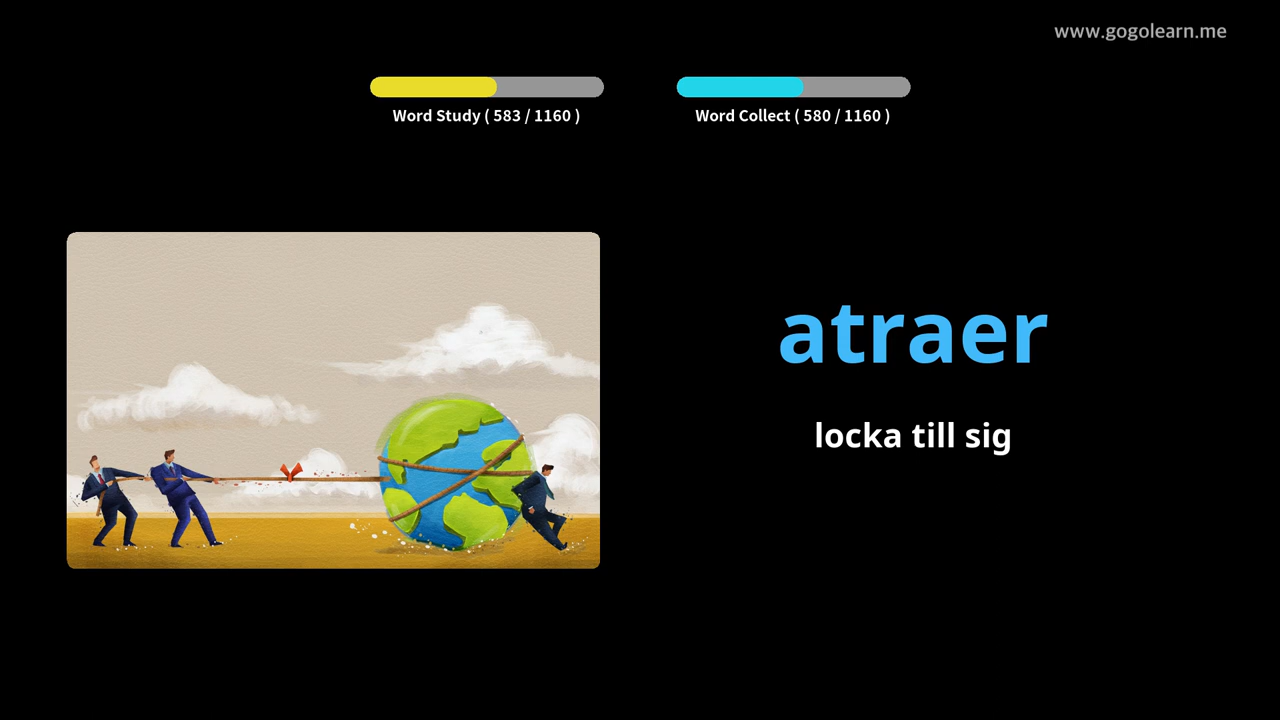 www.gogolearn.me
Word Study ( 583 / 1160 )
Word Collect ( 580 / 1160 )
atraer
locka till sig